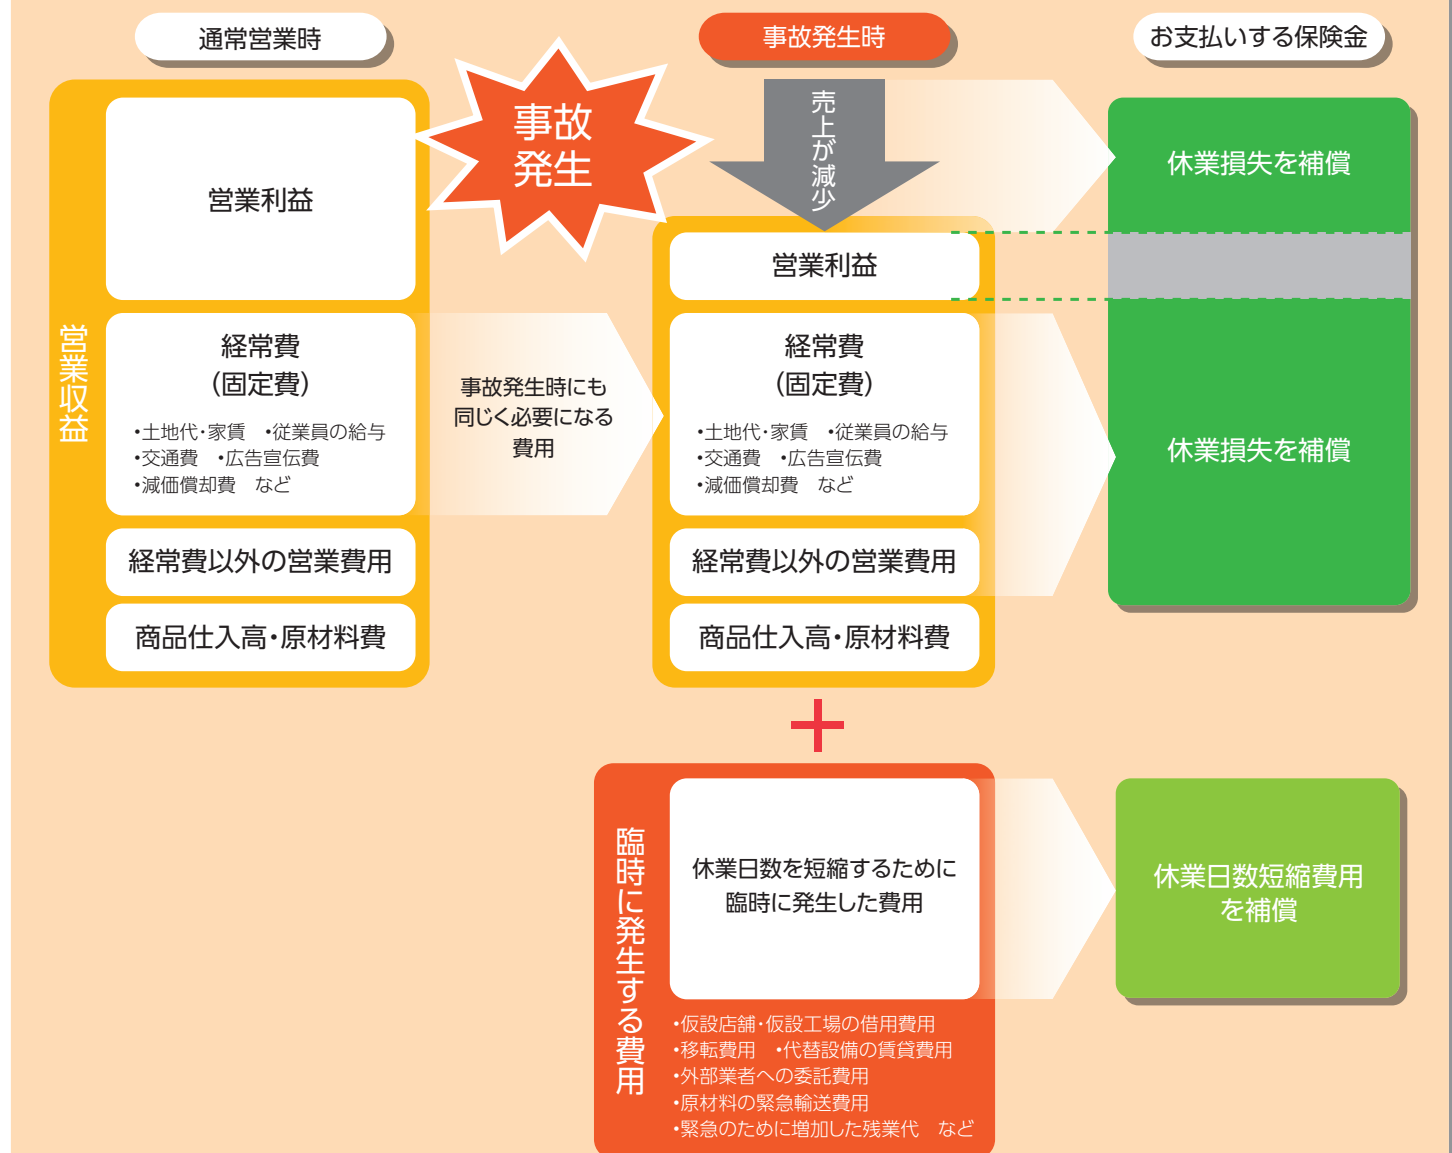 通常営業時
事故発生時
お支払いする保険金
営業収益
営業利益
経常費
(固定費)
・土地代・家賃　・従業員の給与
・交通費　・広告宣伝費
・減価償却費　など
経常費以外の営業費用
商品仕入高・原材料費
事故
発生
事故発生時にも
同じく必要になる
費用
売上が減少
営業利益
経常費
(固定費)
・土地代・家賃　・従業員の給与
・交通費　・広告宣伝費
・減価償却費　など
経常費以外の営業費用
商品仕入高・原材料費
休業損失を補償
休業損失を補償
臨時に発生する費用
休業日数を短縮するために
臨時に発生した費用
・仮設店舗・仮設工場の借用費用
・移転費用　・代替設備の賃貸費用
・外部業者への委託費用
・原材料の緊急輸送費用
・緊急のために増加した残業代　など
休業日数短縮費用
を補償